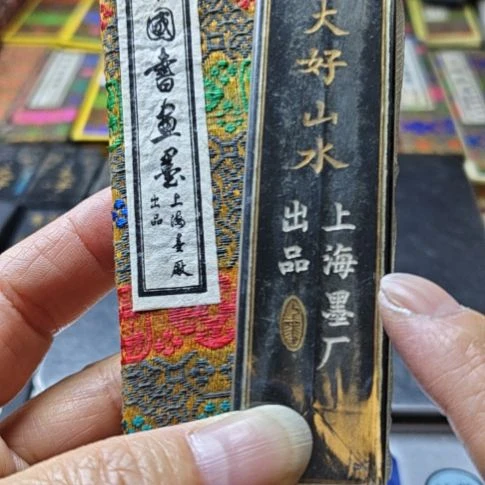 大好山水
上海墨厂
出品
國書畫墨
上海墨厰
出品